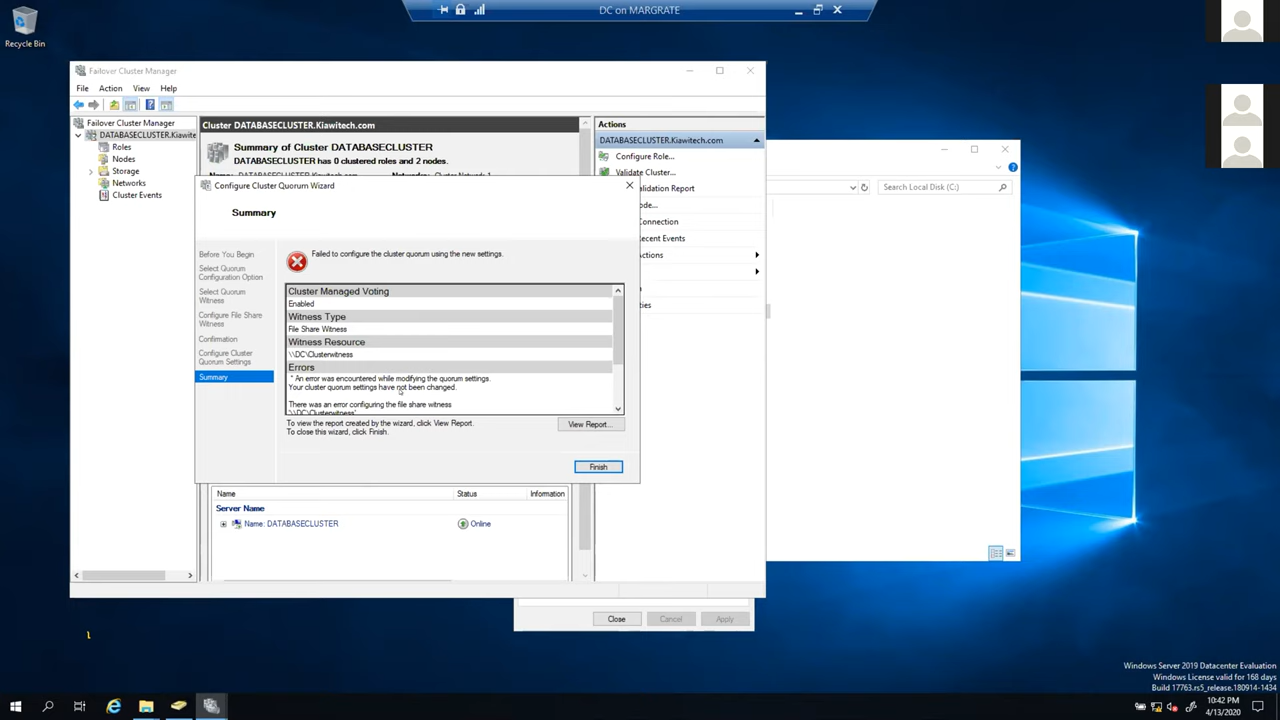 DC on MARGRATE
Recycle Bin
Failover Cluster Manager
File Action View Help
Failover Cluster Manager
DATABASECLUSTER.Kiawite
Roles
Nodes
Storage
Networks
Cluster Events
Cluster DATABASECLUSTER.Kiawitech.com
Summary of Cluster DATABASECLUSTER
DATABASECLUSTER has 0 clustered roles and 2 nodes.
Actions
DATABASECLUSTER.Kiawitech.com
Configure Role...
Validate Cluster...
alidation Report
ode...
Connection
ecent Events
Actions
ties
Search Local Disk (C:)
Configure Cluster Quorum Wizard
Summary
Before You Begin
Select Quorum
Configuration Option
Select Quorum
Witness
Configure File Share
Witness
Confirmation
Configure Cluster
Quorum Settings
Summary
Failed to configure the cluster quorum using the new settings.
Cluster Managed Voting
Enabled
Witness Type
File Share Witness
Witness Resource
\\DC\Clusterwitness
Errors
* An error was encountered while modifying the quorum settings.
Your cluster quorum settings have not been changed.
There was an error configuring the file share witness
'\\DC\Clusterwitness'
To view the report created by the wizard, click View Report.
To close this wizard, click Finish.
View Report...
Finish
Name Status Information
Server Name
Name: DATABASECLUSTER Online
Close Cancel Apply
Windows Server 2019 Datacenter Evaluation
Windows License valid for 168 days
Build 17763.rs5_release.180914-1434
10:42 PM
4/13/2020